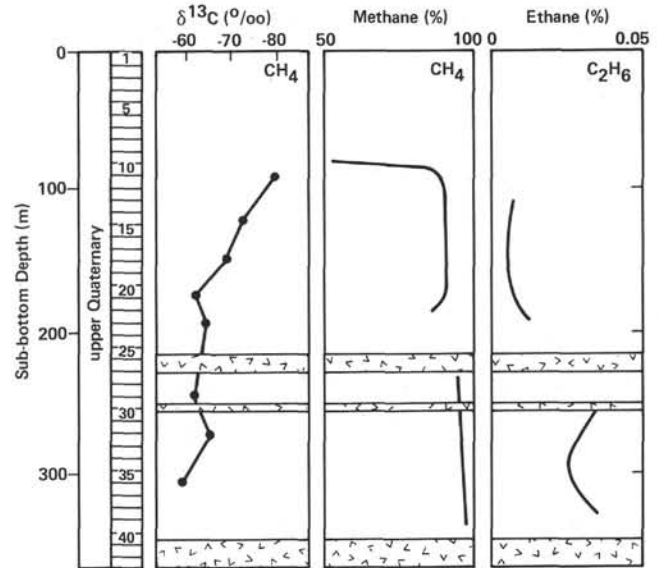 δ¹³C (º/oo)
-60 -70 -80
CH₄
Methane (%)
50 100
CH₄
Ethane (%)
0 0.05
C₂H₆
Sub-bottom Depth (m)
0
100
200
300
upper Quaternary
1
5
10
15
20
25
30
35
40